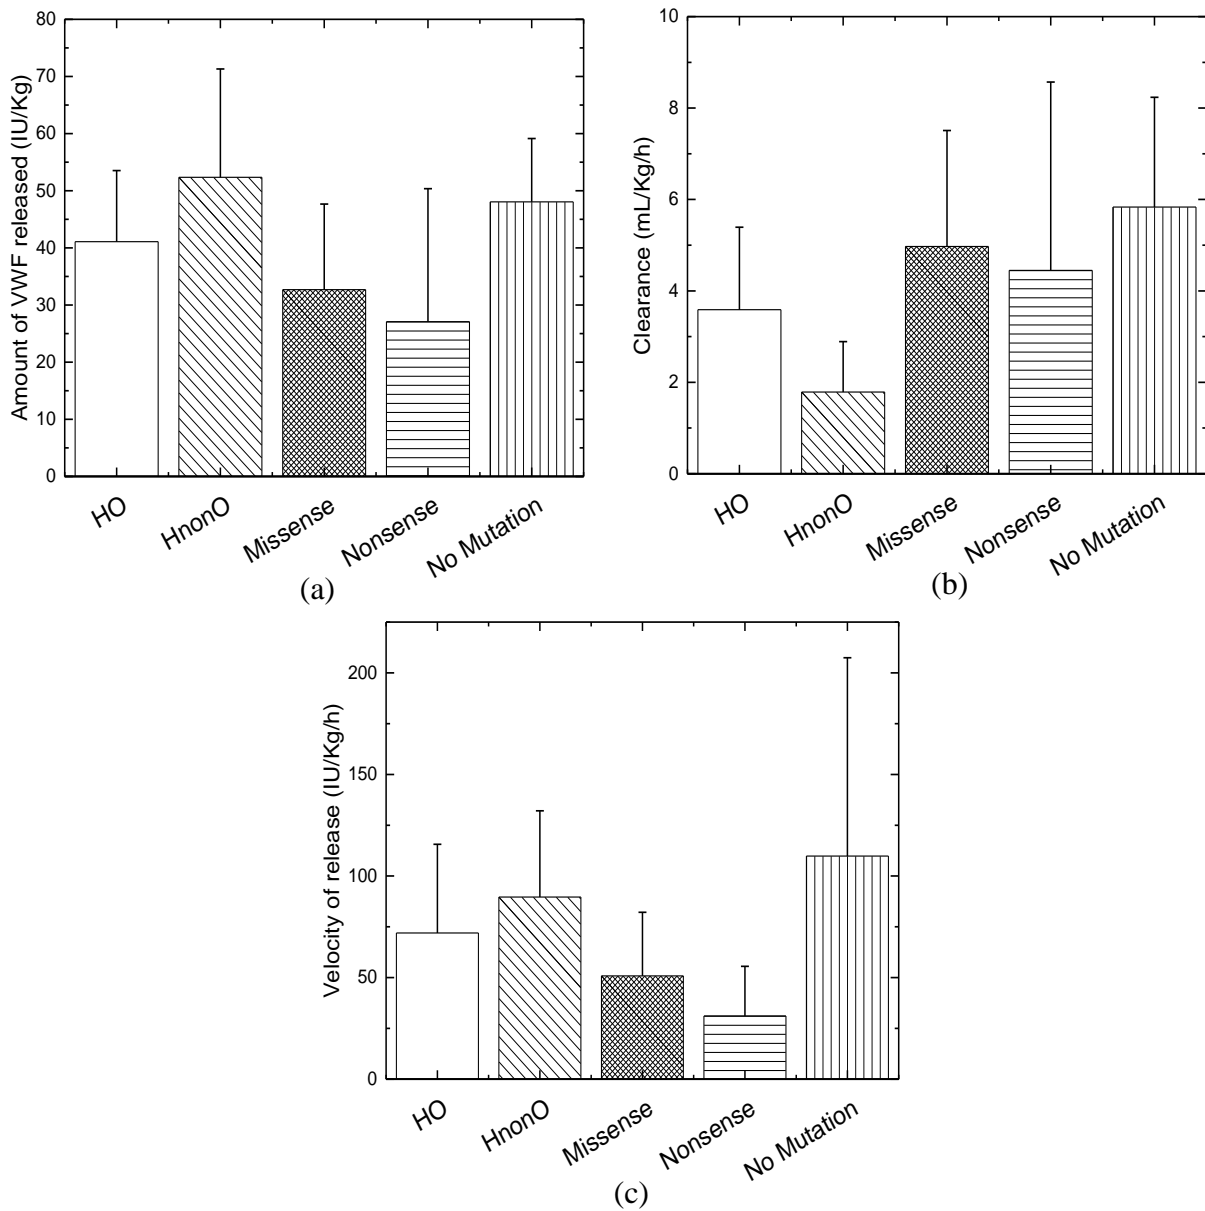 Amount of VWF released (IU/Kg)
80
70
60
50
40
30
20
10
0
HO
HnonO
Missense
Nonsense
No Mutation
(a)
Clearance (mL/Kg/h)
10
8
6
4
2
0
HO
HnonO
Missense
Nonsense
No Mutation
(b)
Velocity of release (IU/Kg/h)
200
150
100
50
0
HO
HnonO
Missense
Nonsense
No Mutation
(c)